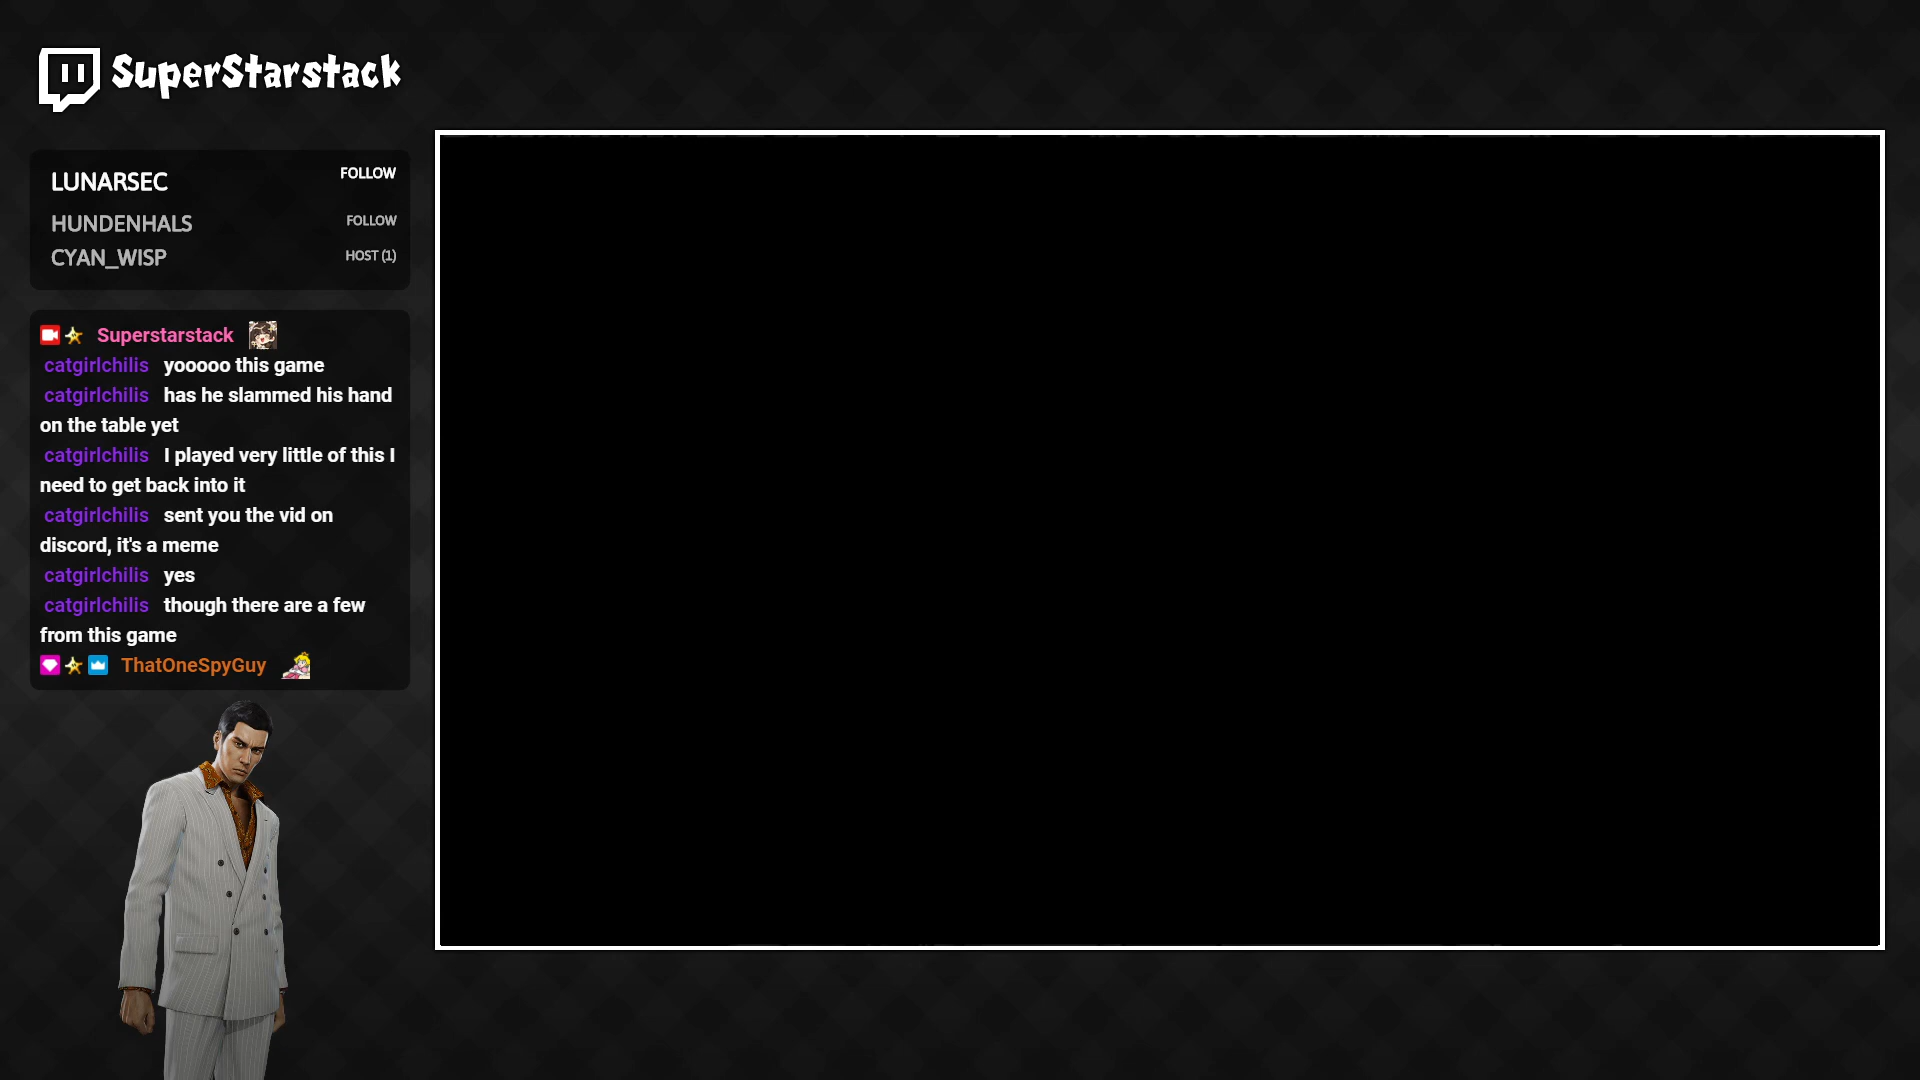 SuperStarstack
LUNARSEC FOLLOW
HUNDENHALS FOLLOW
CYAN_WISP HOST (1)
Superstarstack
catgirlchilis yooooo this game
catgirlchilis has he slammed his hand
on the table yet
catgirlchilis I played very little of this I
need to get back into it
catgirlchilis sent you the vid on
discord, it's a meme
catgirlchilis yes
catgirlchilis though there are a few
from this game
ThatOneSpyGuy